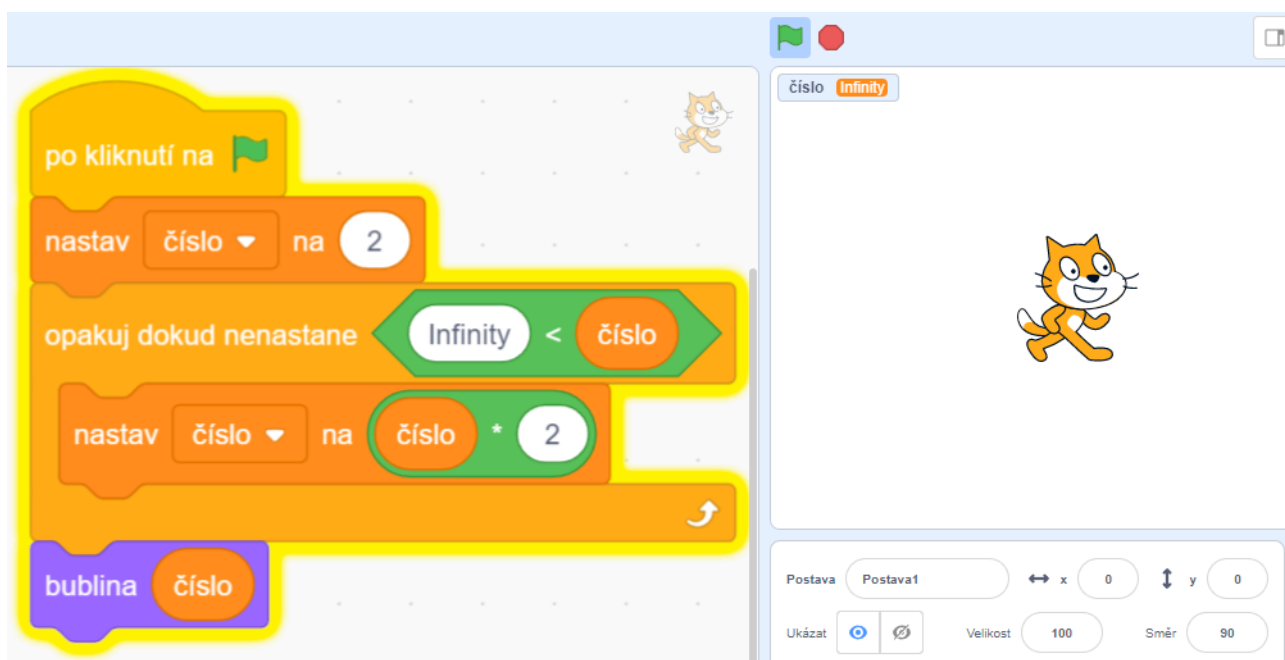 po kliknutí na
nastav číslo na 2
opakuj dokud nenastane Infinity < číslo
nastav číslo na číslo * 2
bublina číslo
číslo Infinity
Postava Postava1 x 0 y 0
Ukázat Velikost 100 Směr 90